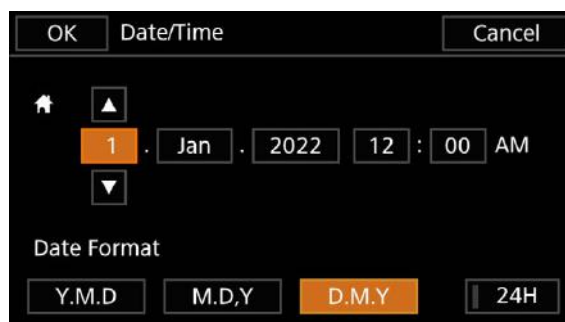 OK Date/Time Cancel
1 . Jan . 2022 12 : 00 AM
Date Format
Y.M.D M.D,Y D.M.Y 24H